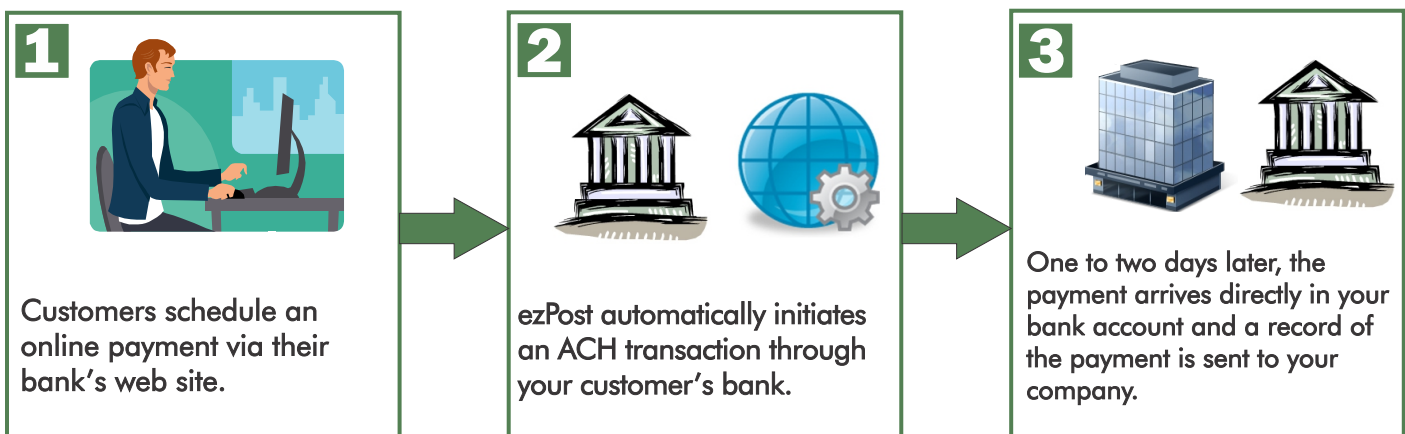 1
Customers schedule an
online payment via their
bank's web site.
2
ezPost automatically initiates
an ACH transaction through
your customer's bank.
3
One to two days later, the
payment arrives directly in your
bank account and a record of
the payment is sent to your
company.